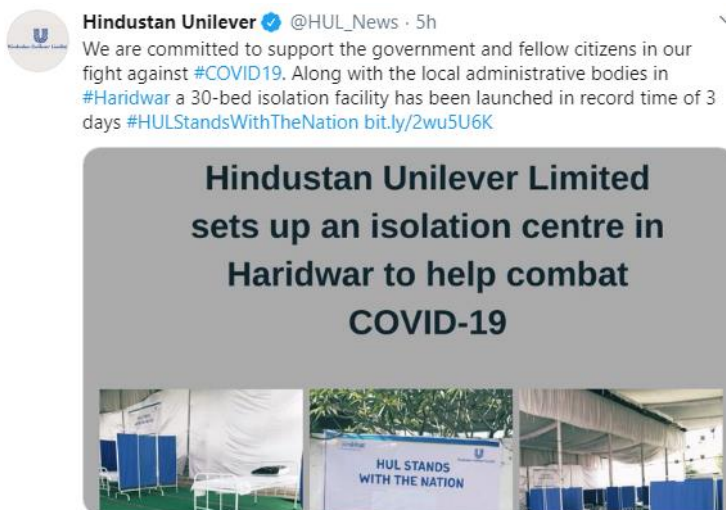 Hindustan Unilever @HUL_News · 5h
We are committed to support the government and fellow citizens in our
fight against #COVID19. Along with the local administrative bodies in
#Haridwar a 30-bed isolation facility has been launched in record time of 3
days #HULStandsWithTheNation bit.ly/2wu5U6K
Hindustan Unilever Limited
Hindustan Unilever Limited
sets up an isolation centre in
Haridwar to help combat
COVID-19
HUL STANDS
WITH THE NATION